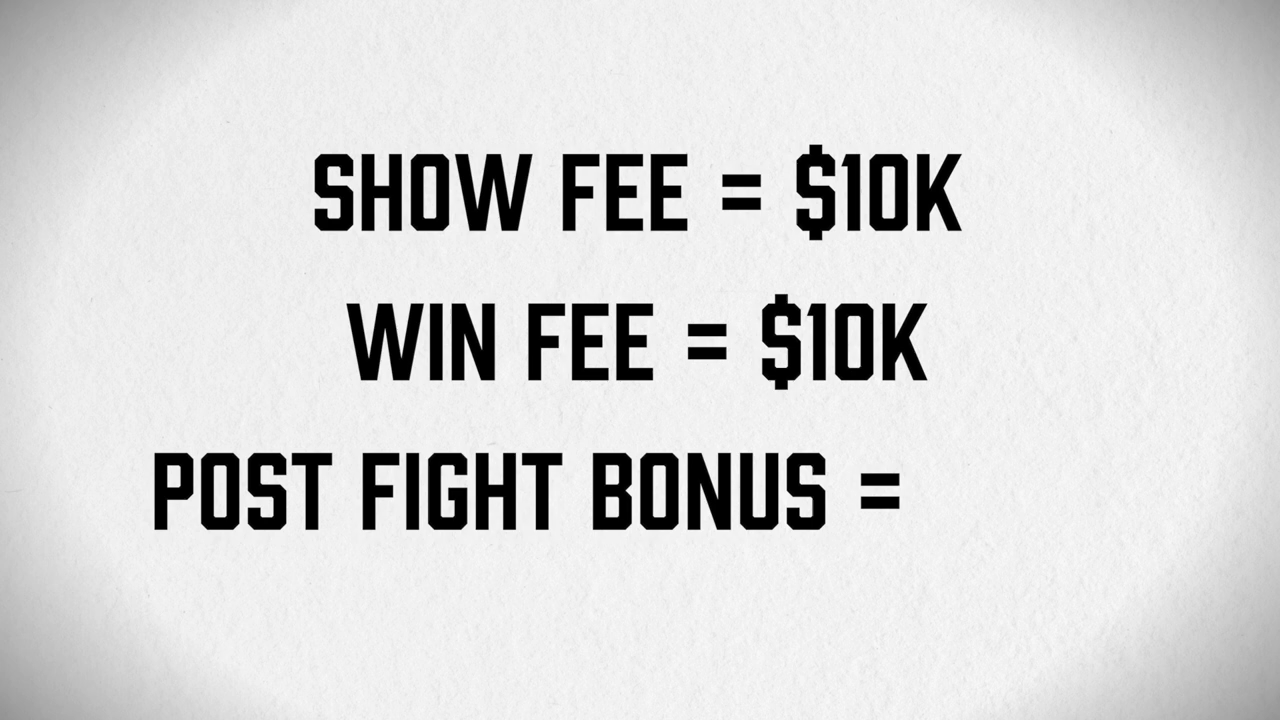 SHOW FEE = $10K
WIN FEE = $10K
POST FIGHT BONUS =